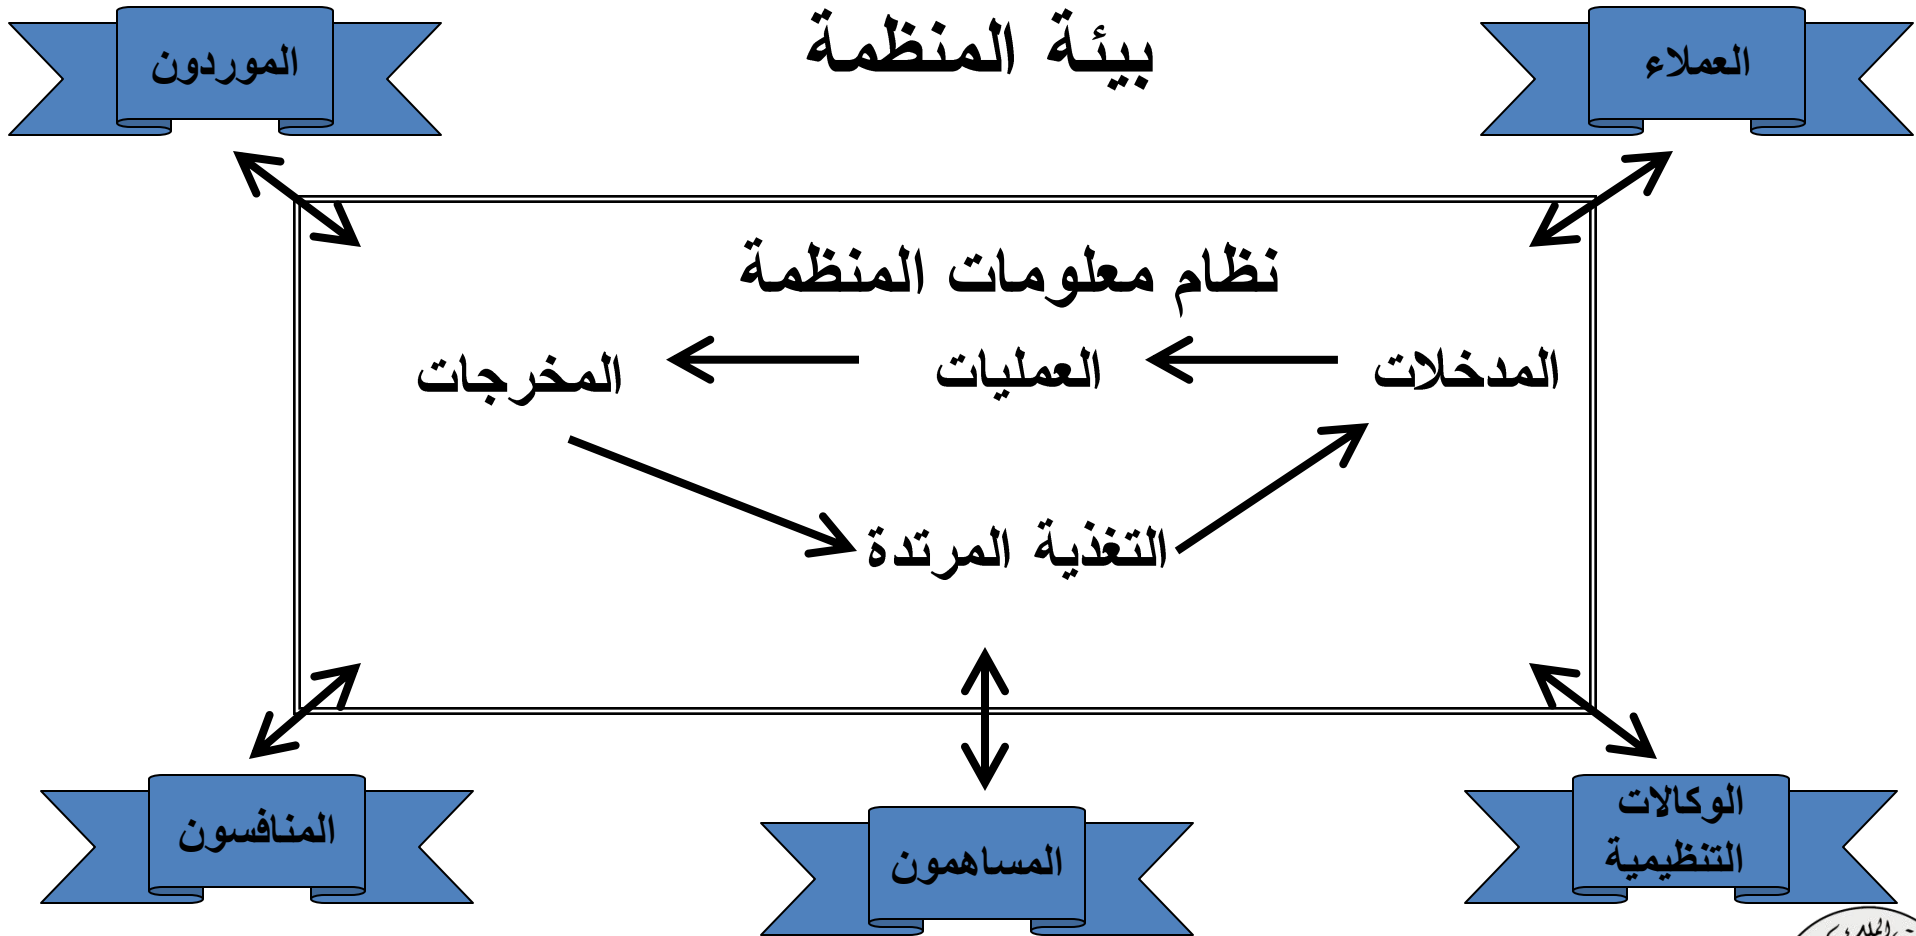 بيئة المنظمة
العملاء
الموردون
نظام معلومات المنظمة
المدخلات
العمليات
المخرجات
التغذية المرتدة
الوكالات
التنظيمية
المساهمون
المنافسون